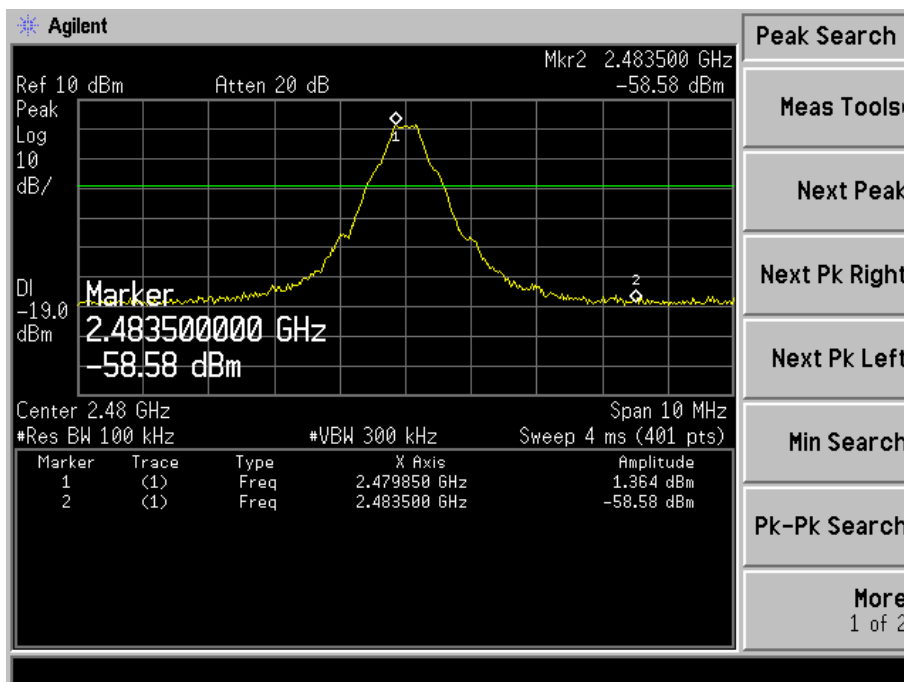 Agilent
Peak Search
Mkr2 2.483500 GHz
Ref 10 dBm Atten 20 dB -58.58 dBm
Peak
Log
10
dB/
1
2
DI
-19.0
dBm
Marker
2.483500000 GHz
-58.58 dBm
Center 2.48 GHz Span 10 MHz
#Res BW 100 kHz #VBW 300 kHz Sweep 4 ms (401 pts)
Marker Trace Type X Axis Amplitude
1 (1) Freq 2.479850 GHz 1.364 dBm
2 (1) Freq 2.483500 GHz -58.58 dBm
Meas Tools
Next Peak
Next Pk Right
Next Pk Left
Min Search
Pk-Pk Search
More
1 of 2